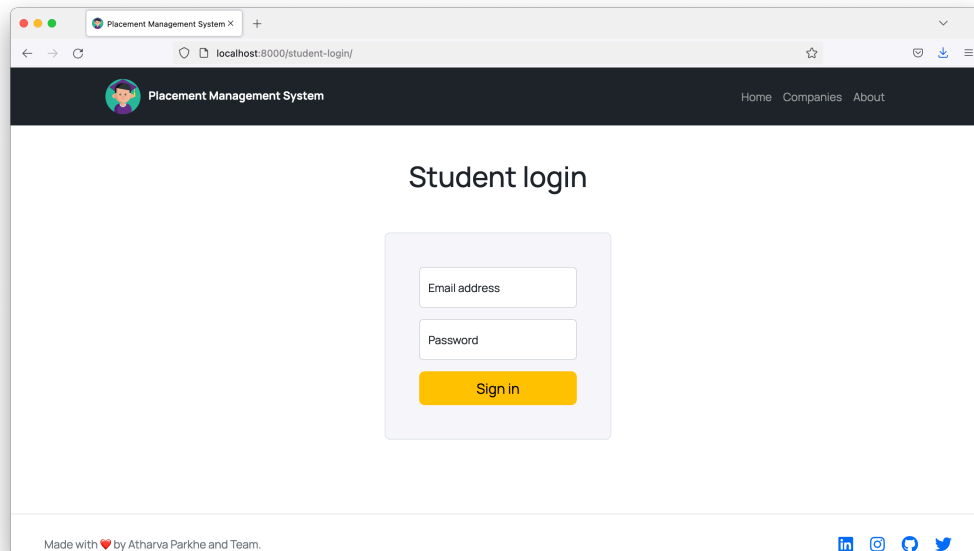 Placement Management System
localhost:8000/student-login/
Placement Management System
Home Companies About
Student login
Email address
Password
Sign in
Made with ❤️ by Atharva Parkhe and Team.